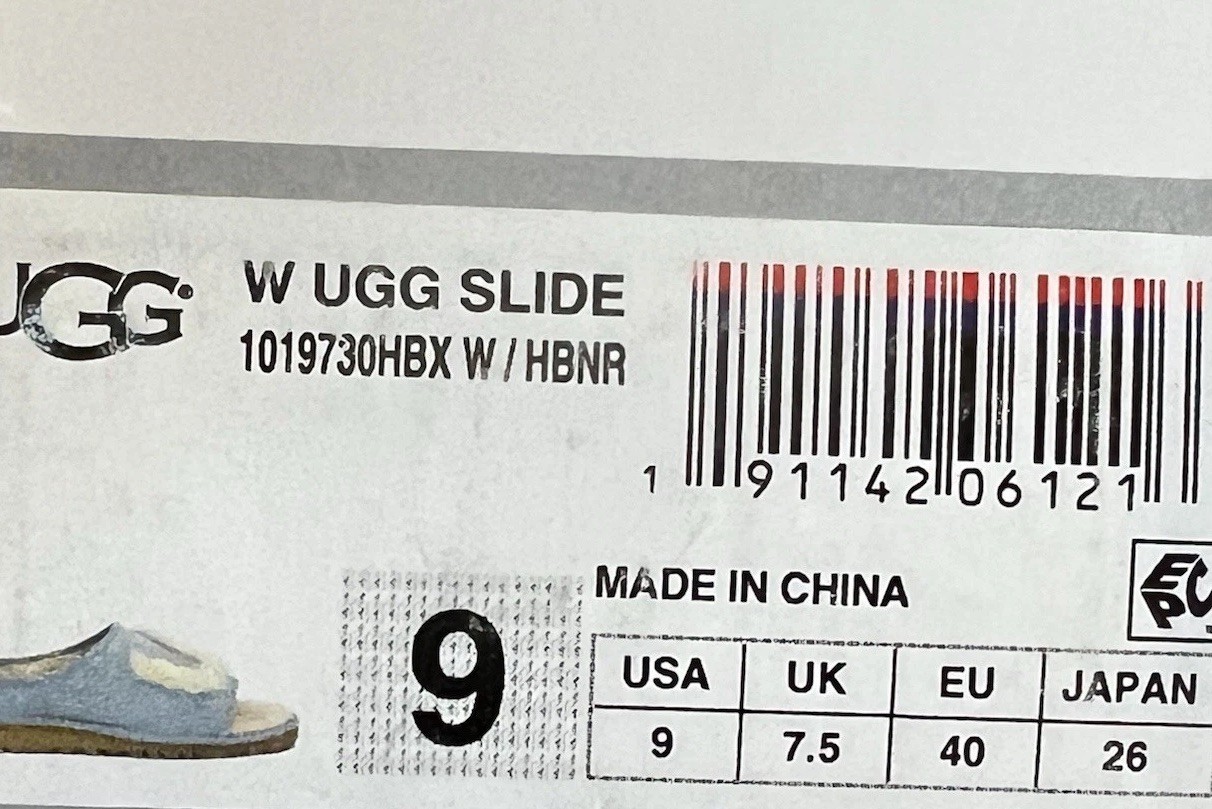 UGG
W UGG SLIDE
1019730HBX W / HBNR
1 91142 06121
MADE IN CHINA
9
USA UK EU JAPAN
9 7.5 40 26